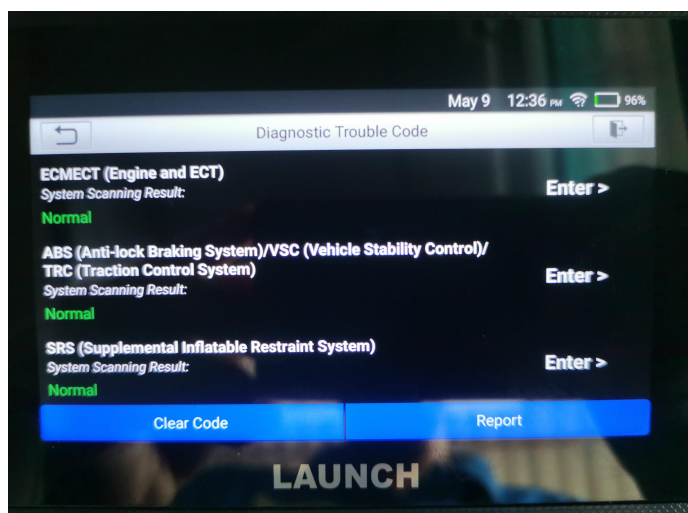 May 9 12:36 PM 96%
Diagnostic Trouble Code
ECMECT (Engine and ECT)
System Scanning Result:
Enter >
Normal
ABS (Anti-lock Braking System)/VSC (Vehicle Stability Control)/
TRC (Traction Control System)
System Scanning Result:
Enter >
Normal
SRS (Supplemental Inflatable Restraint System)
System Scanning Result:
Enter >
Normal
Clear Code
Report
LAUNCH